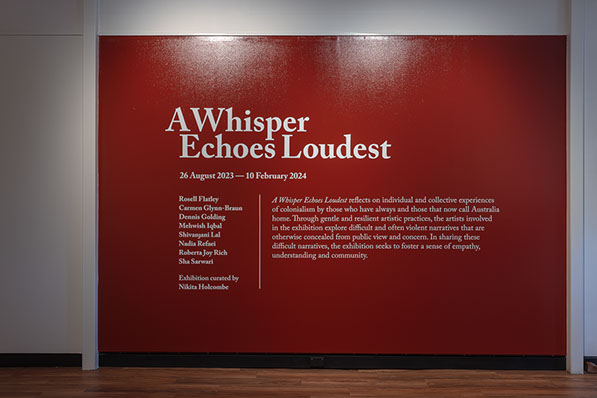 A Whisper
Echoes Loudest
26 August 2023 — 10 February 2024
Rosell Flatley
Carmen Glynn-Braun
Dennis Golding
Mehwish Iqbal
Shivanjani Lal
Nadia Refaei
Roberta Joy Rich
Sha Sarwari
Exhibition curated by
Nikita Holcombe
A Whisper Echoes Loudest reflects on individual and collective experiences
of colonialism by those who have always and those that now call Australia
home. Through gentle and resilient artistic practices, the artists involved
in the exhibition explore difficult and often violent narratives that are
otherwise concealed from public view and concern. In sharing these
difficult narratives, the exhibition seeks to foster a sense of empathy,
understanding and community.